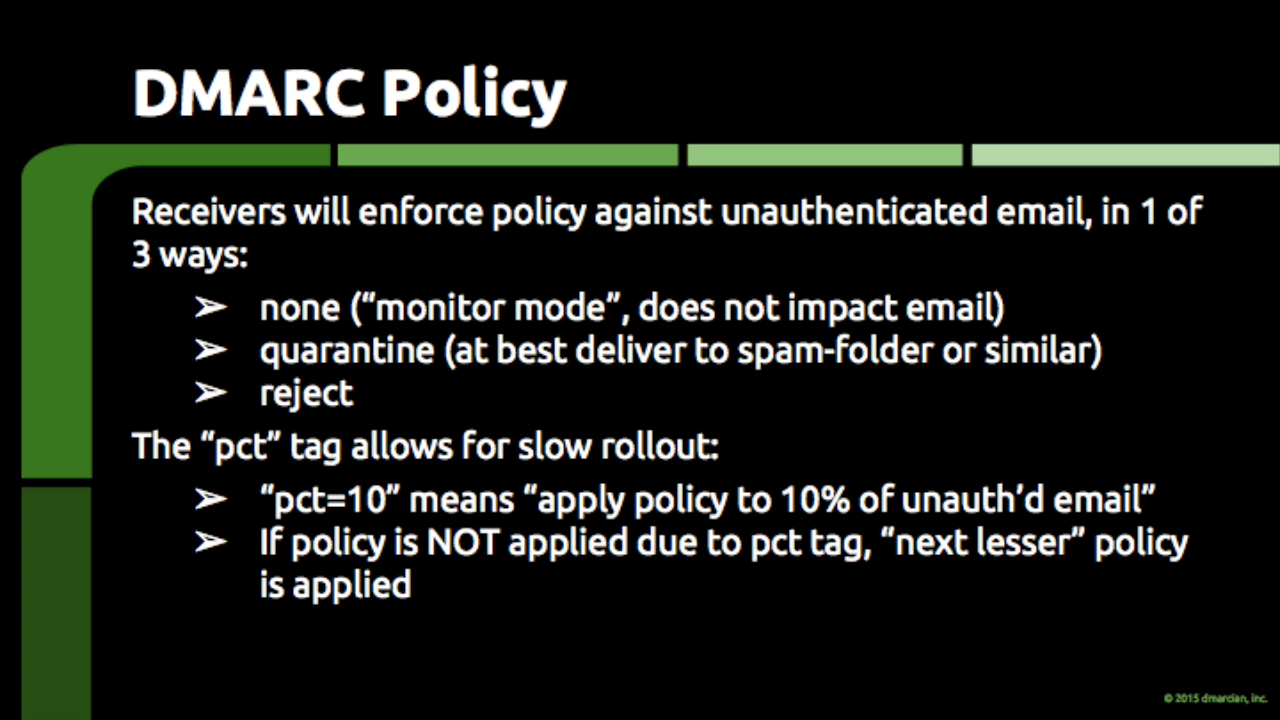 DMARC Policy
Receivers will enforce policy against unauthenticated email, in 1 of
3 ways:
➢ none (“monitor mode”, does not impact email)
➢ quarantine (at best deliver to spam-folder or similar)
➢ reject
The “pct” tag allows for slow rollout:
➢ “pct=10” means “apply policy to 10% of unauth’d email”
➢ If policy is NOT applied due to pct tag, “next lesser” policy
is applied
© 2015 dmarcian, inc.